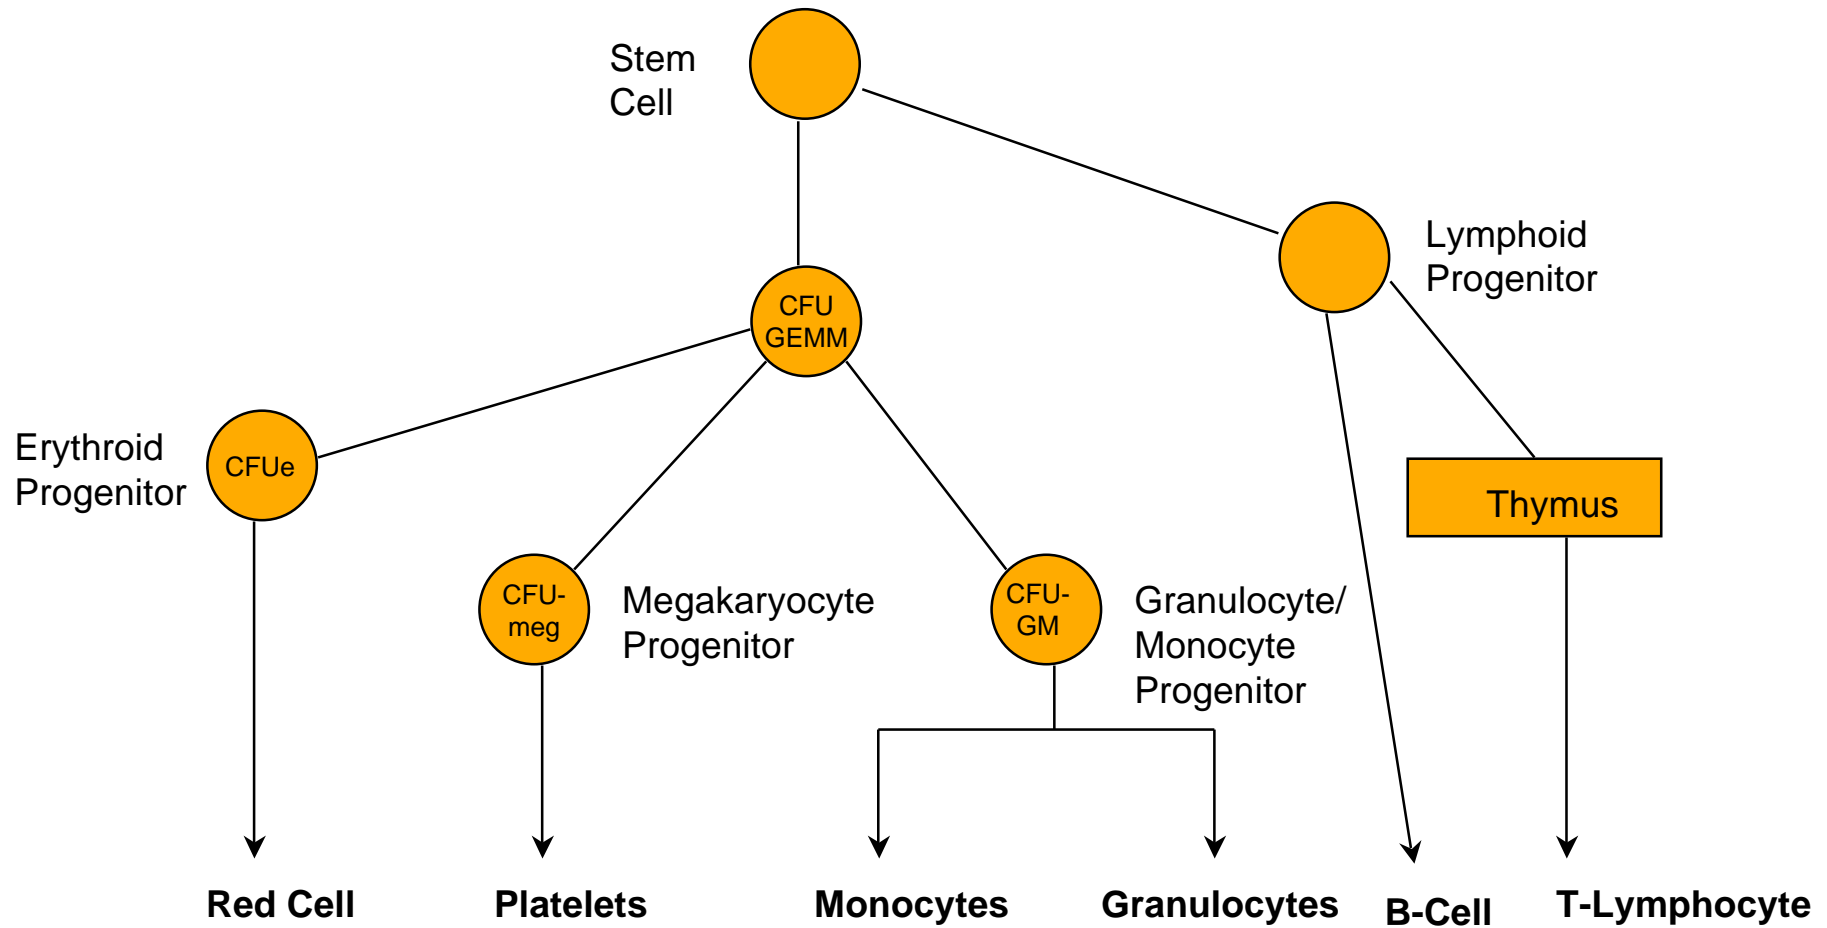 Stem
Cell
Lymphoid
Progenitor
CFU
GEMM
Erythroid
Progenitor
CFUe
Thymus
CFU-
meg
Megakaryocyte
Progenitor
CFU-
GM
Granulocyte/
Monocyte
Progenitor
Red Cell
Platelets
Monocytes
Granulocytes
B-Cell
T-Lymphocyte